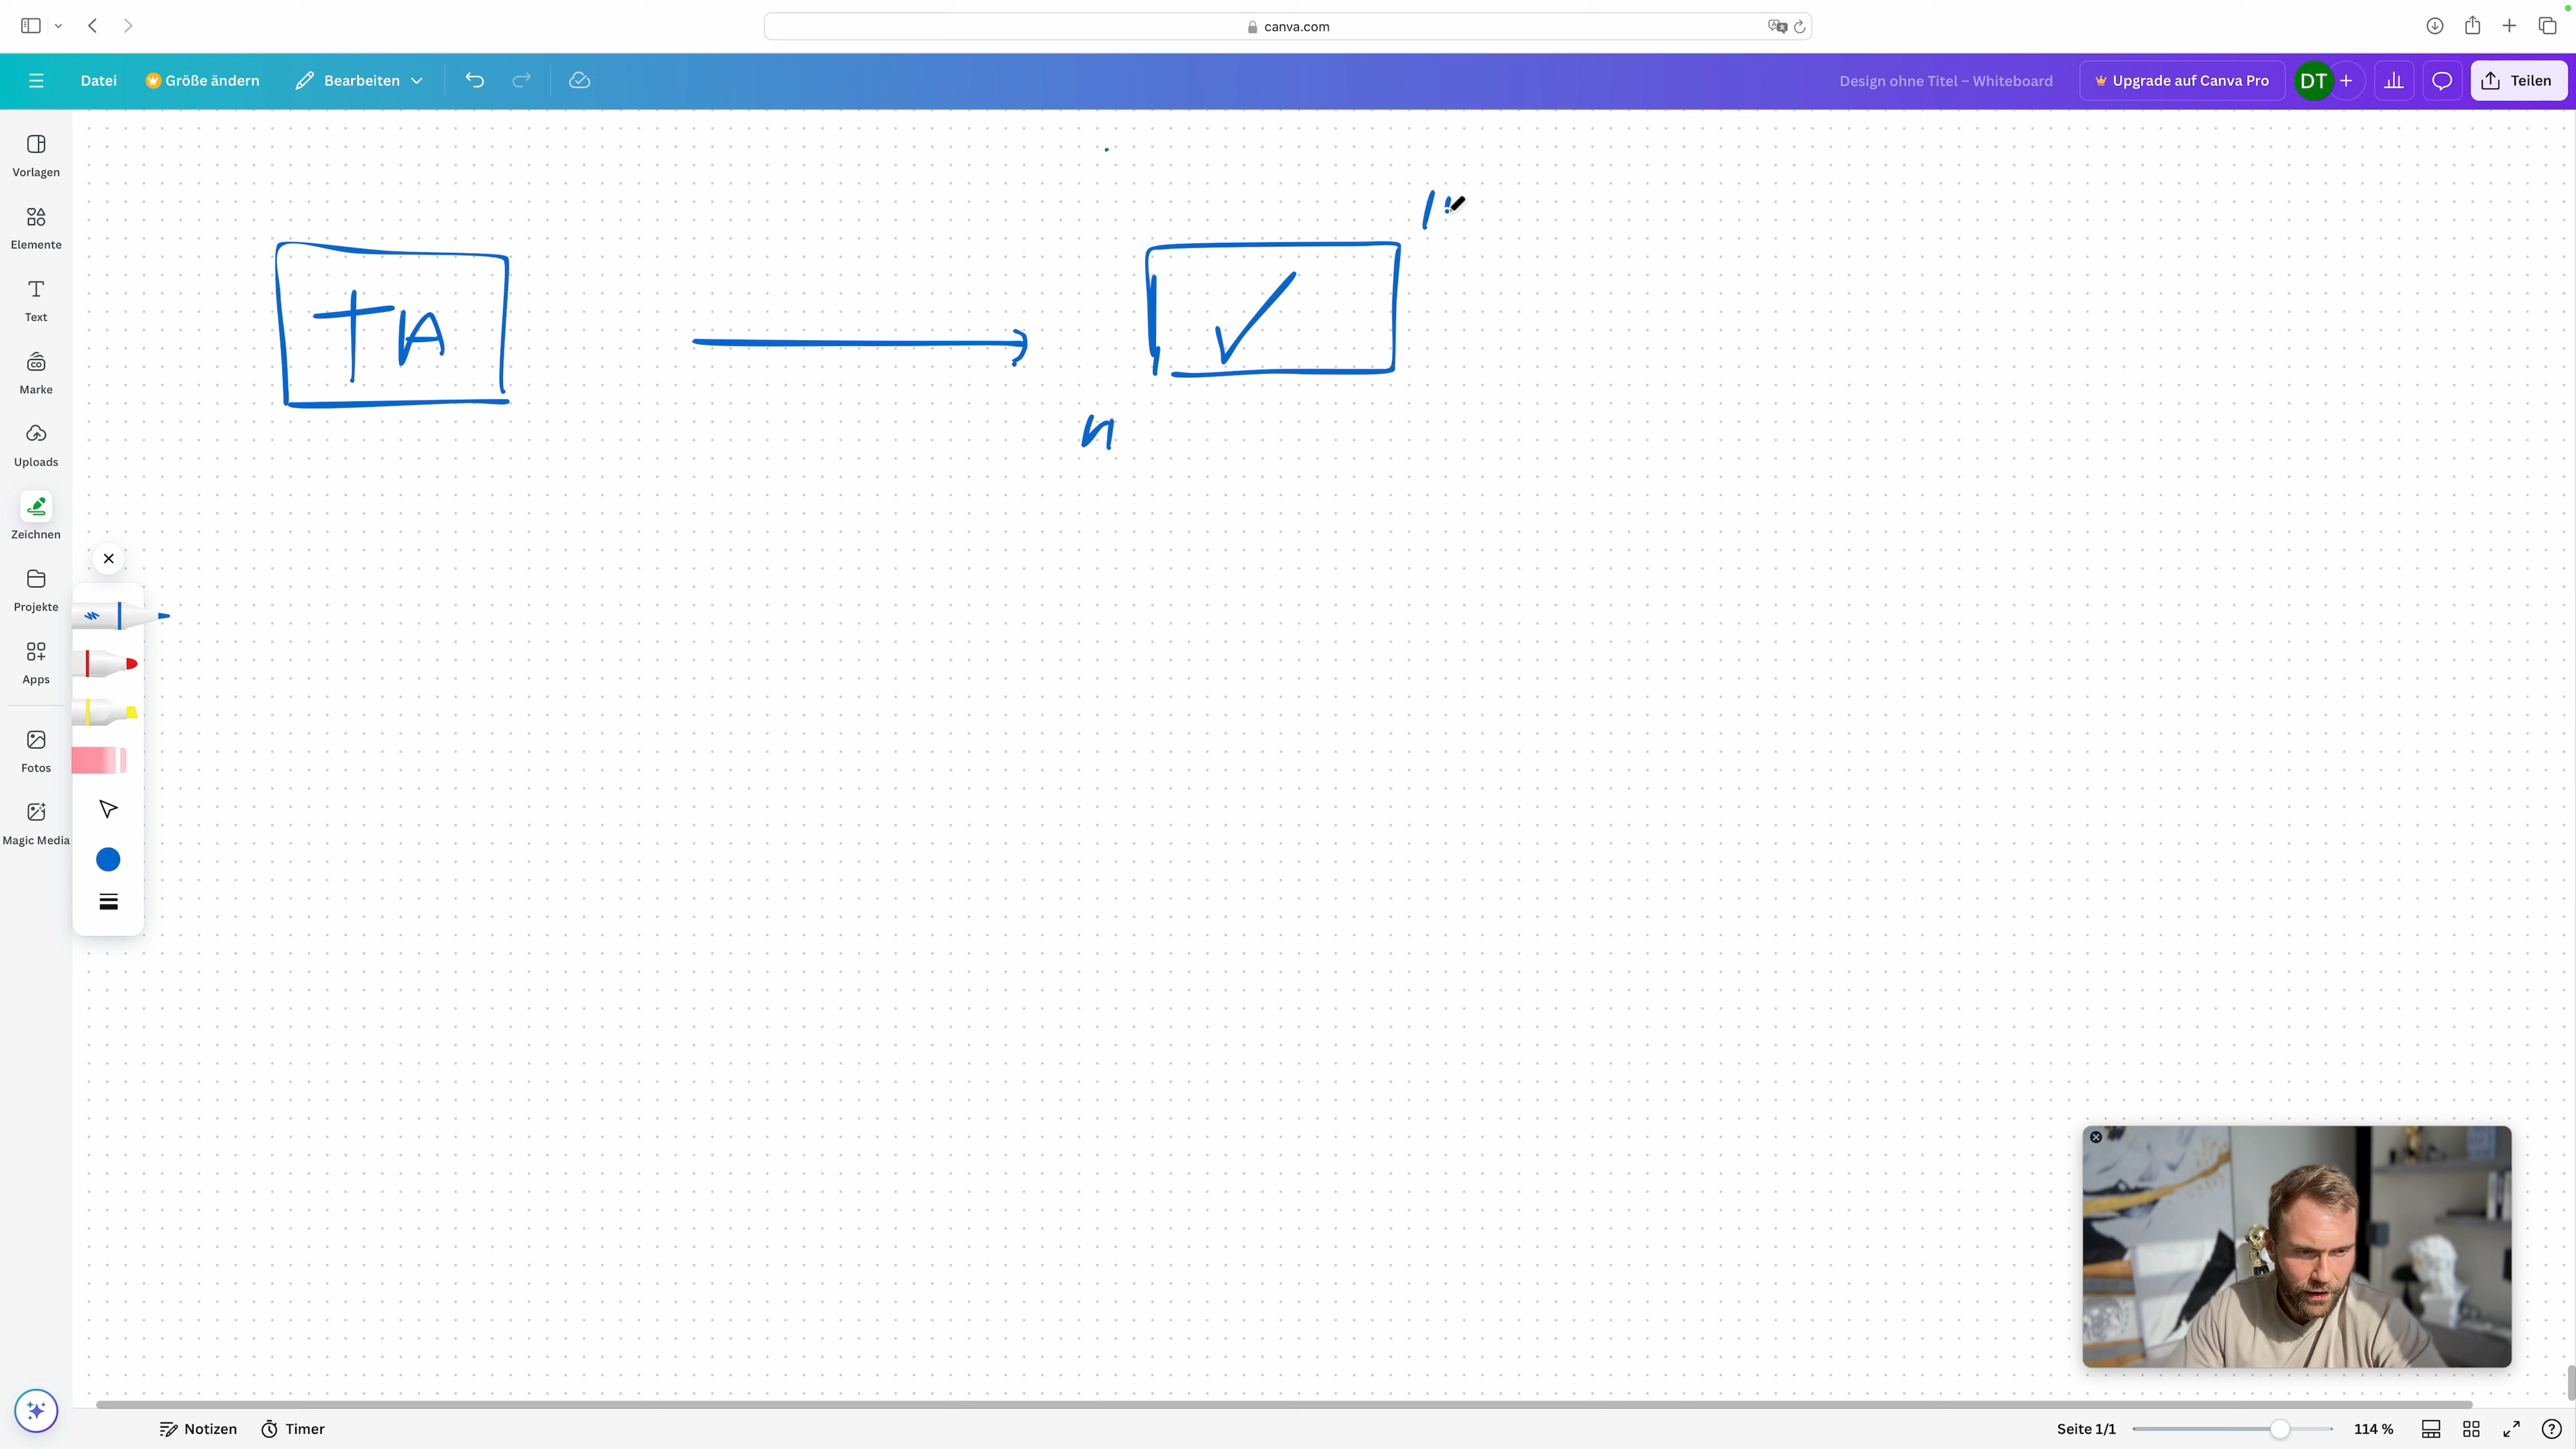 canva.com
Datei
Größe ändern
Bearbeiten
Design ohne Titel – Whiteboard
Upgrade auf Canva Pro
DT
Teilen
Vorlagen
Elemente
Text
Marke
Uploads
Zeichnen
Projekte
Apps
Fotos
Magic Media
TA
n
Notizen
Timer
Seite 1/1
114 %